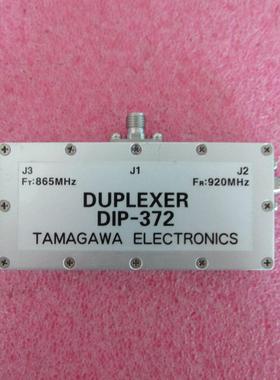 J3 J1 J2
FT:865MHz FR:920MHz
DUPLEXER
DIP-372
TAMAGAWA ELECTRONICS